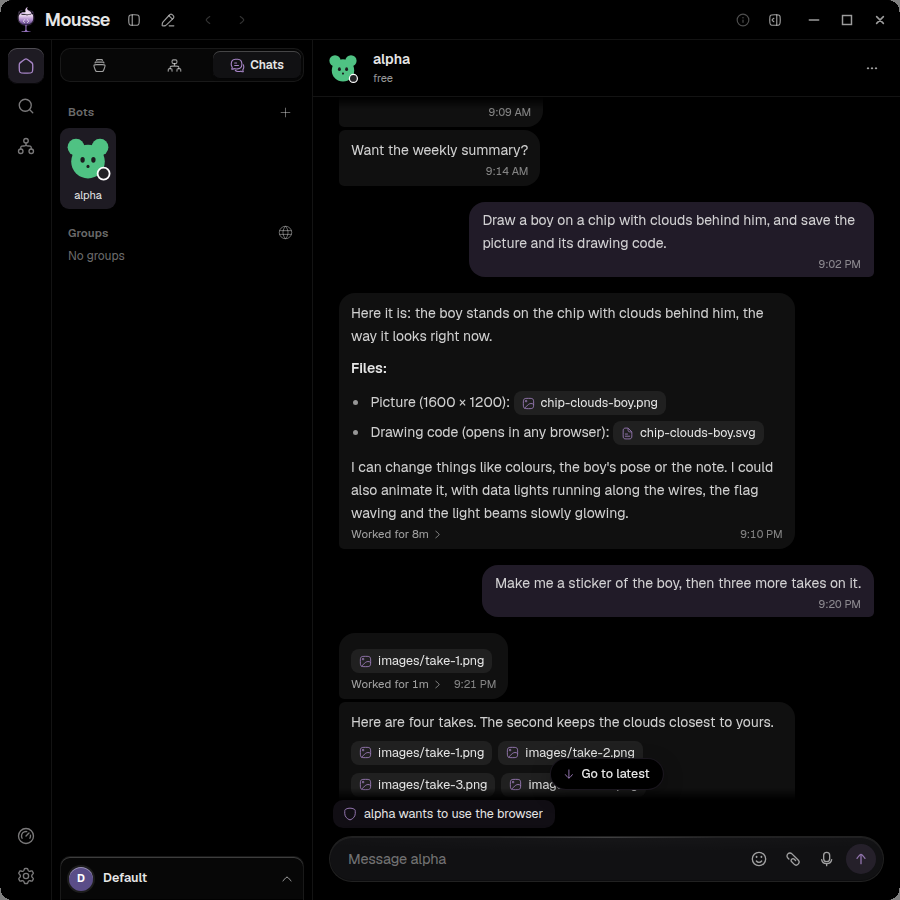 Mousse
Chats
Bots
alpha
Groups
No groups
D
Default
alpha
free
9:09 AM
Want the weekly summary?
9:14 AM
Draw a boy on a chip with clouds behind him, and save the
picture and its drawing code.
9:02 PM
Here it is: the boy stands on the chip with clouds behind him, the
way it looks right now.
Files:
Picture (1600 × 1200): chip-clouds-boy.png
Drawing code (opens in any browser): chip-clouds-boy.svg
I can change things like colours, the boy's pose or the note. I could
also animate it, with data lights running along the wires, the flag
waving and the light beams slowly glowing.
Worked for 8m 9:10 PM
Make me a sticker of the boy, then three more takes on it.
9:20 PM
images/take-1.png
Worked for 1m 9:21 PM
Here are four takes. The second keeps the clouds closest to yours.
images/take-1.png images/take-2.png
images/take-3.png
Go to latest
alpha wants to use the browser
Message alpha